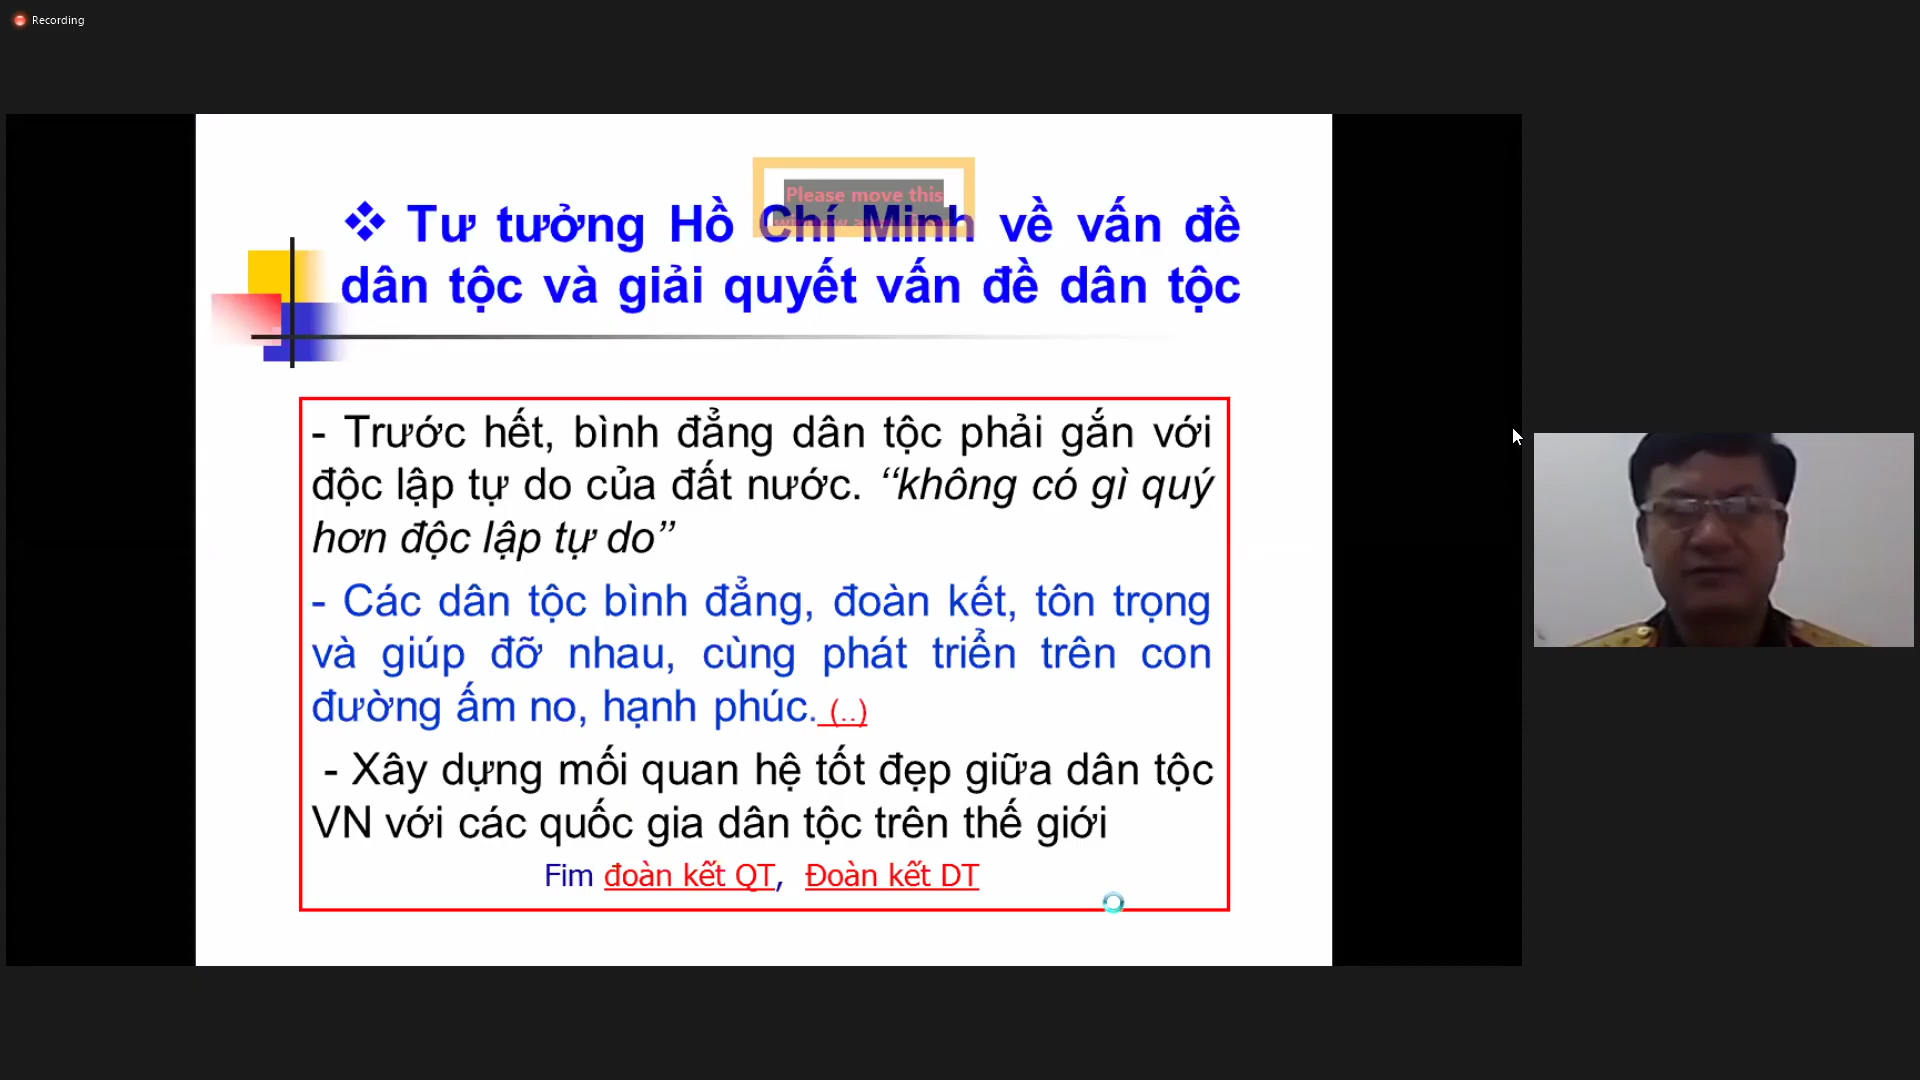 Recording
Please move this
❖ Tư tưởng Hồ Chí Minh về vấn đề
dân tộc và giải quyết vấn đề dân tộc
- Trước hết, bình đẳng dân tộc phải gắn với
độc lập tự do của đất nước. “không có gì quý
hơn độc lập tự do”
- Các dân tộc bình đẳng, đoàn kết, tôn trọng
và giúp đỡ nhau, cùng phát triển trên con
đường ấm no, hạnh phúc. (..)
- Xây dựng mối quan hệ tốt đẹp giữa dân tộc
VN với các quốc gia dân tộc trên thế giới
Fim đoàn kết QT, Đoàn kết DT